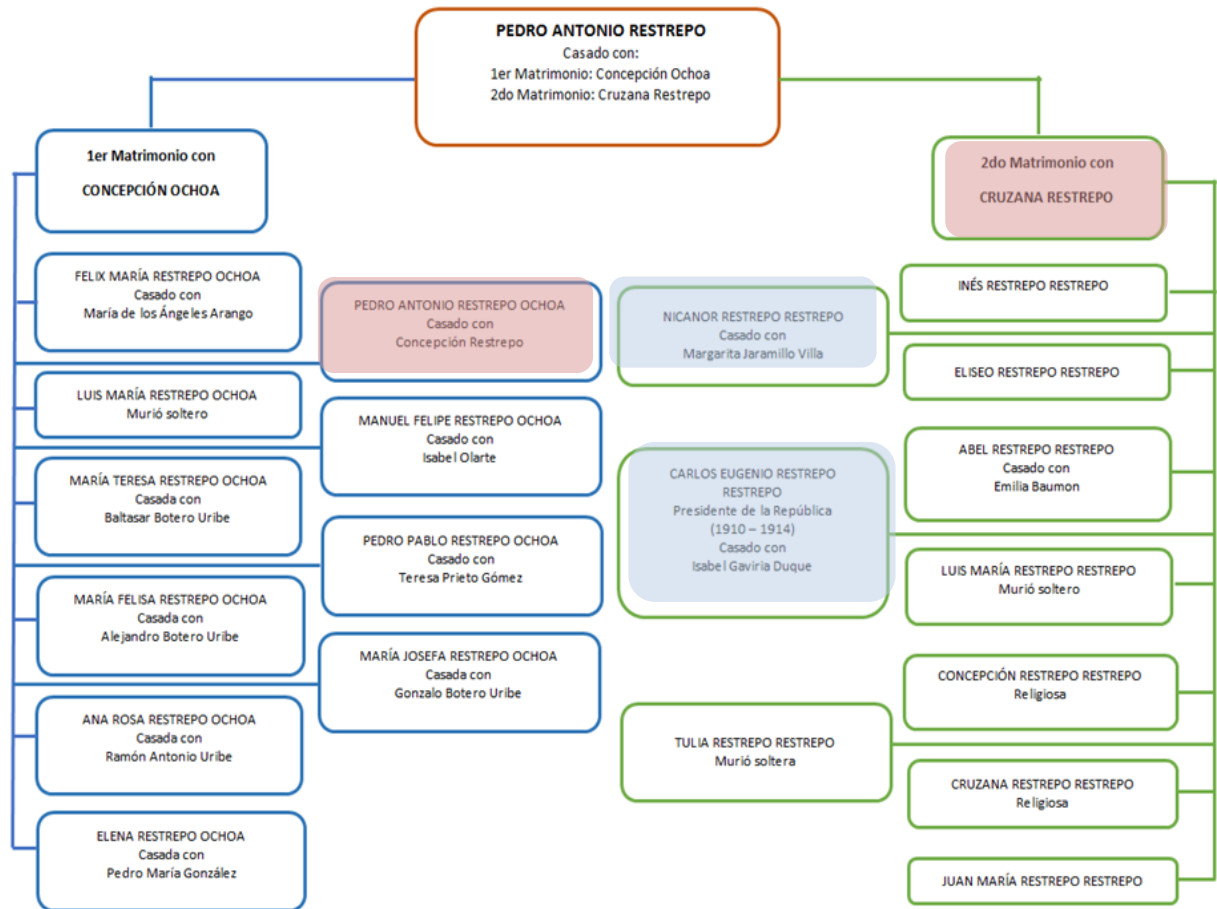 PEDRO ANTONIO RESTREPO
Casado con:
1er Matrimonio: Concepción Ochoa
2do Matrimonio: Cruzana Restrepo
1er Matrimonio con
CONCEPCIÓN OCHOA
FELIX MARÍA RESTREPO OCHOA
Casado con
María de los Ángeles Arango
LUIS MARÍA RESTREPO OCHOA
Murió soltero
MARÍA TERESA RESTREPO OCHOA
Casada con
Baltasar Botero Uribe
MARÍA FELISA RESTREPO OCHOA
Casada con
Alejandro Botero Uribe
ANA ROSA RESTREPO OCHOA
Casada con
Ramón Antonio Uribe
ELENA RESTREPO OCHOA
Casada con
Pedro María González
PEDRO ANTONIO RESTREPO OCHOA
Casado con
Concepción Restrepo
MANUEL FELIPE RESTREPO OCHOA
Casado con
Isabel Olarte
PEDRO PABLO RESTREPO OCHOA
Casado con
Teresa Prieto Gómez
MARÍA JOSEFA RESTREPO OCHOA
Casada con
Gonzalo Botero Uribe
2do Matrimonio con
CRUZANA RESTREPO
NICANOR RESTREPO RESTREPO
Casado con
Margarita Jaramillo Villa
CARLOS EUGENIO RESTREPO
RESTREPO
Presidente de la República
(1910 – 1914)
Casado con
Isabel Gaviria Duque
TULIA RESTREPO RESTREPO
Murió soltera
INÉS RESTREPO RESTREPO
ELISEO RESTREPO RESTREPO
ABEL RESTREPO RESTREPO
Casado con
Emilia Baumon
LUIS MARÍA RESTREPO RESTREPO
Murió soltero
CONCEPCIÓN RESTREPO RESTREPO
Religiosa
CRUZANA RESTREPO RESTREPO
Religiosa
JUAN MARÍA RESTREPO RESTREPO